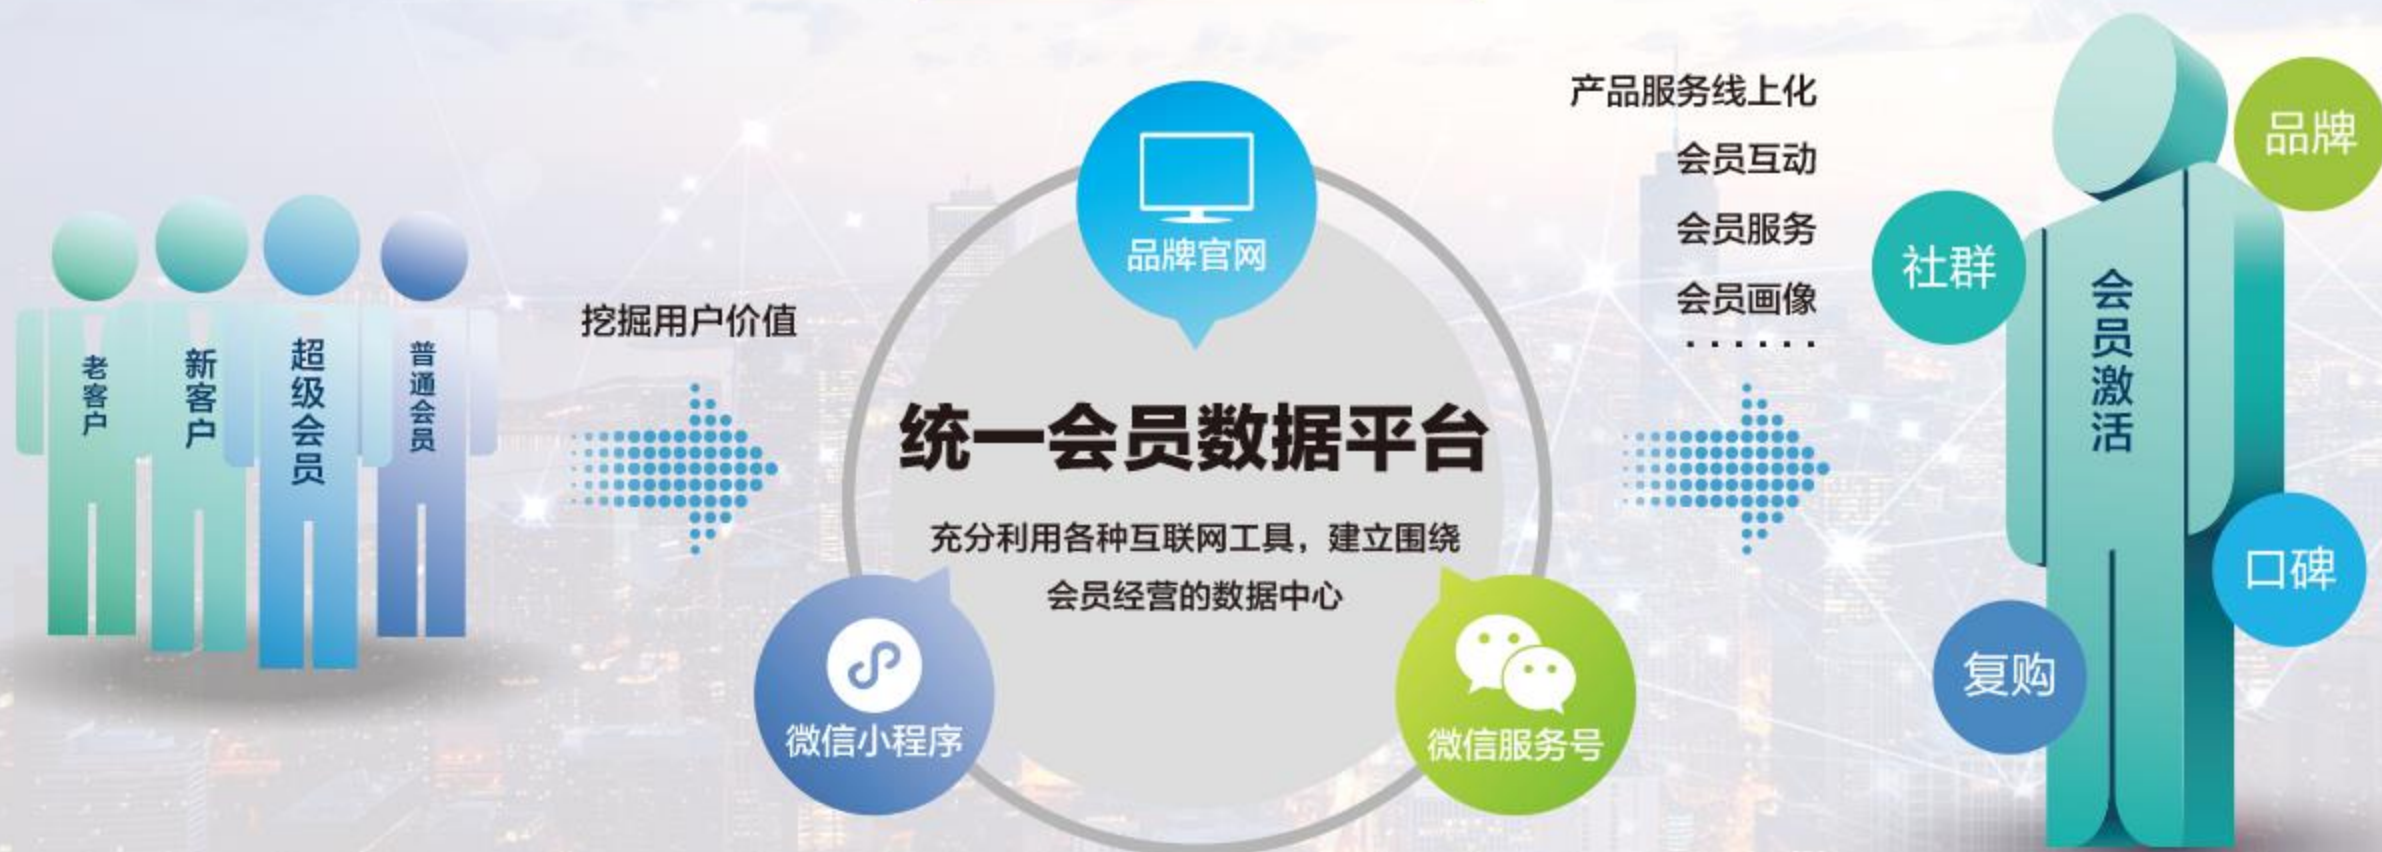 老客户
新客户
超级会员
普通会员
挖掘用户价值
品牌官网
统一会员数据平台
充分利用各种互联网工具，建立围绕
会员经营的数据中心
微信小程序
微信服务号
产品服务线上化
会员互动
会员服务
会员画像
······
社群
品牌
会员激活
口碑
复购